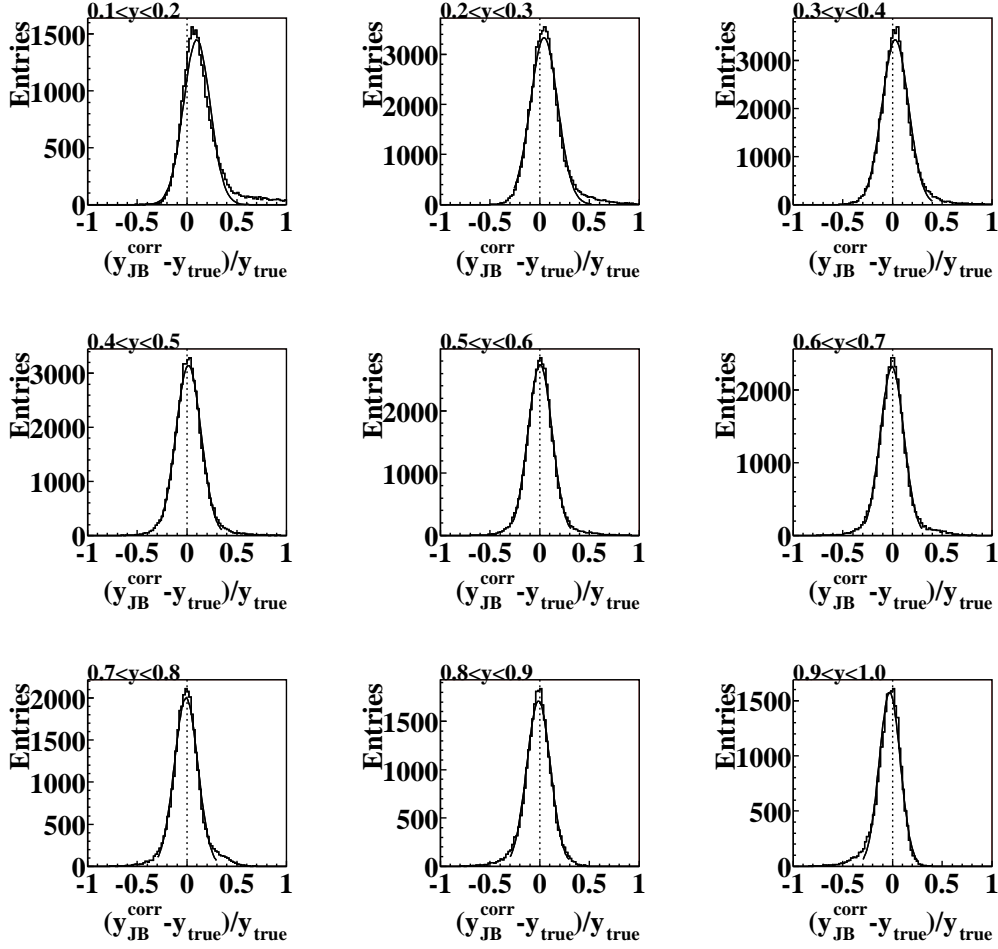 0.1<y<0.2
Entries
1500
1000
500
0
-1 -0.5 0 0.5 1
(y_JB^corr -y_true)/y_true
0.2<y<0.3
Entries
3000
2000
1000
0
-1 -0.5 0 0.5 1
(y_JB^corr -y_true)/y_true
0.3<y<0.4
Entries
3000
2000
1000
0
-1 -0.5 0 0.5 1
(y_JB^corr -y_true)/y_true
0.4<y<0.5
Entries
3000
2000
1000
0
-1 -0.5 0 0.5 1
(y_JB^corr -y_true)/y_true
0.5<y<0.6
Entries
2000
1000
0
-1 -0.5 0 0.5 1
(y_JB^corr -y_true)/y_true
0.6<y<0.7
Entries
2000
1000
0
-1 -0.5 0 0.5 1
(y_JB^corr -y_true)/y_true
0.7<y<0.8
Entries
2000
1500
1000
500
0
-1 -0.5 0 0.5 1
(y_JB^corr -y_true)/y_true
0.8<y<0.9
Entries
1500
1000
500
0
-1 -0.5 0 0.5 1
(y_JB^corr -y_true)/y_true
0.9<y<1.0
Entries
1500
1000
500
0
-1 -0.5 0 0.5 1
(y_JB^corr -y_true)/y_true